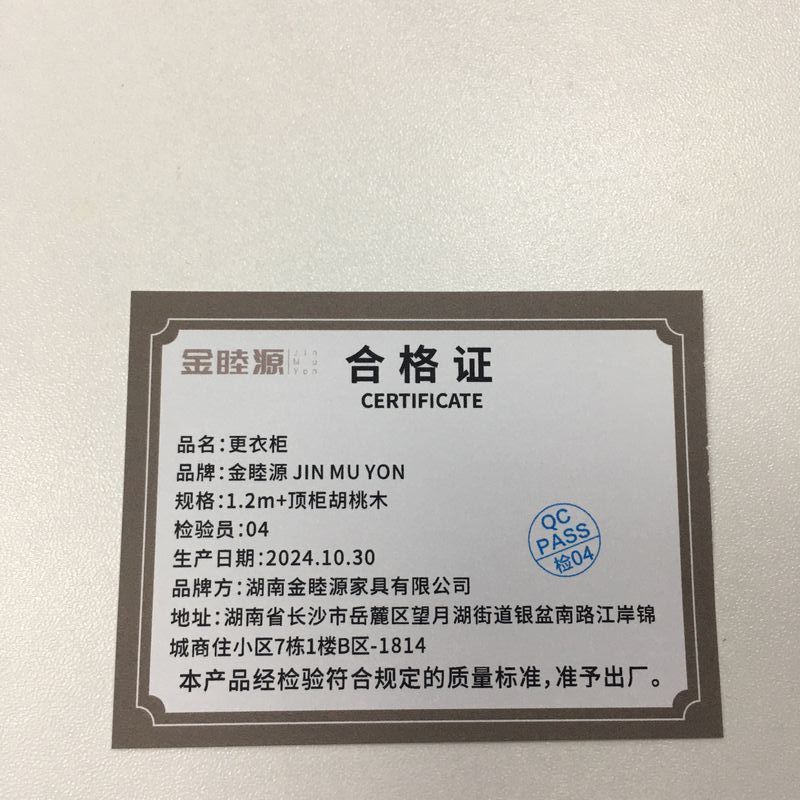 金睦源 Jin Mu Yon
合格证
CERTIFICATE
品名:更衣柜
品牌:金睦源 JIN MU YON
规格:1.2m+顶柜胡桃木
检验员:04
生产日期:2024.10.30
品牌方:湖南金睦源家具有限公司
地址:湖南省长沙市岳麓区望月湖街道银盆南路江岸锦
城商住小区7栋1楼B区-1814
QC
PASS
检04
本产品经检验符合规定的质量标准,准予出厂。